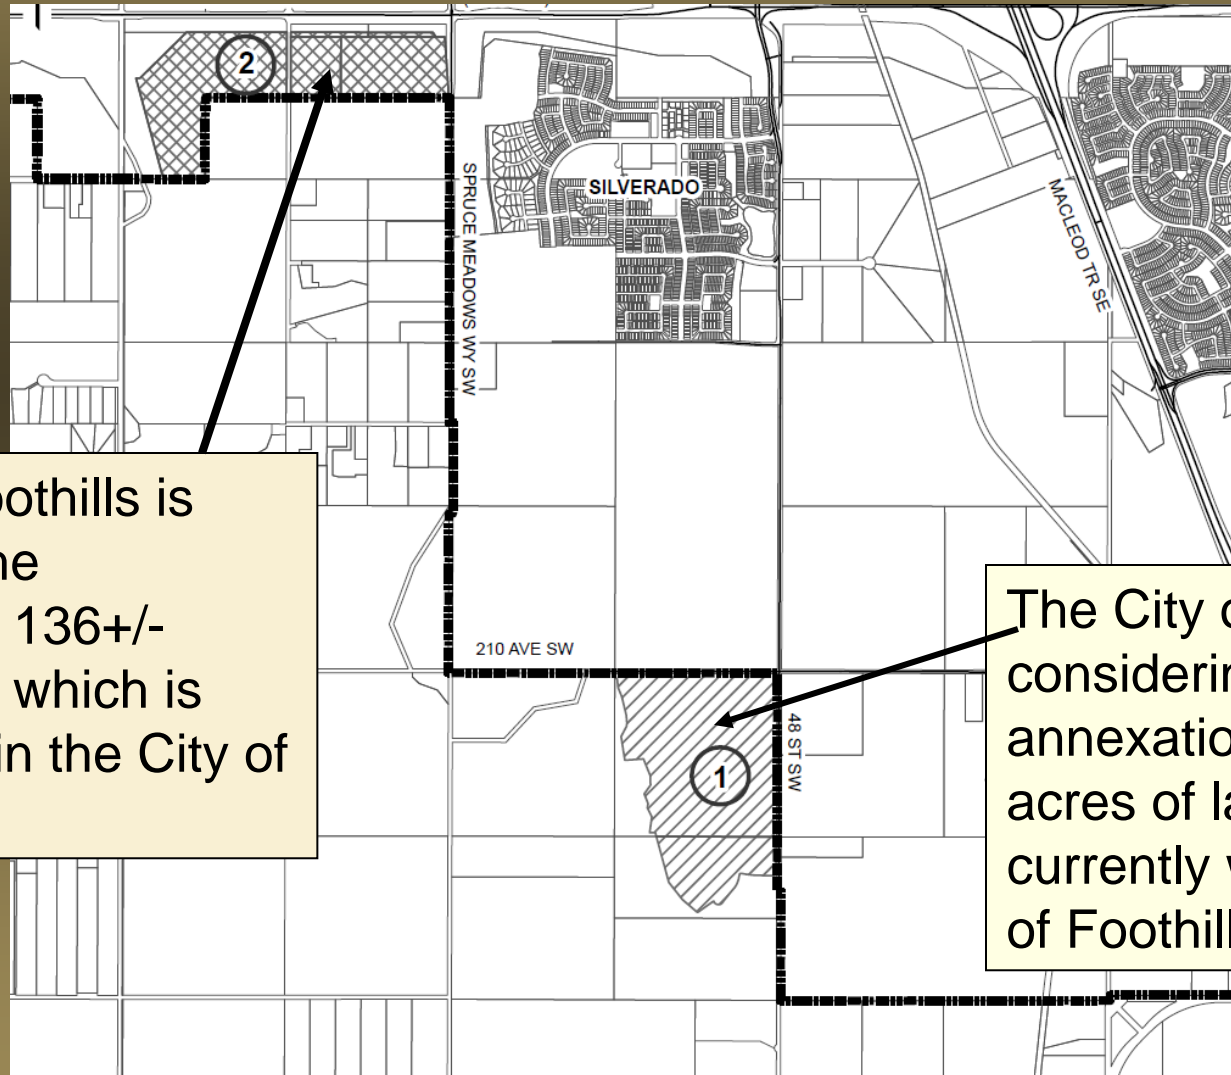 2
SILVERADO
SPRUCE MEADOWS WY SW
MACLEOD TR SE
oothills is
ne
136+/-
which is
in the City of
210 AVE SW
48 ST SW
1
The City o
considerin
annexatio
acres of la
currently w
of Foothill